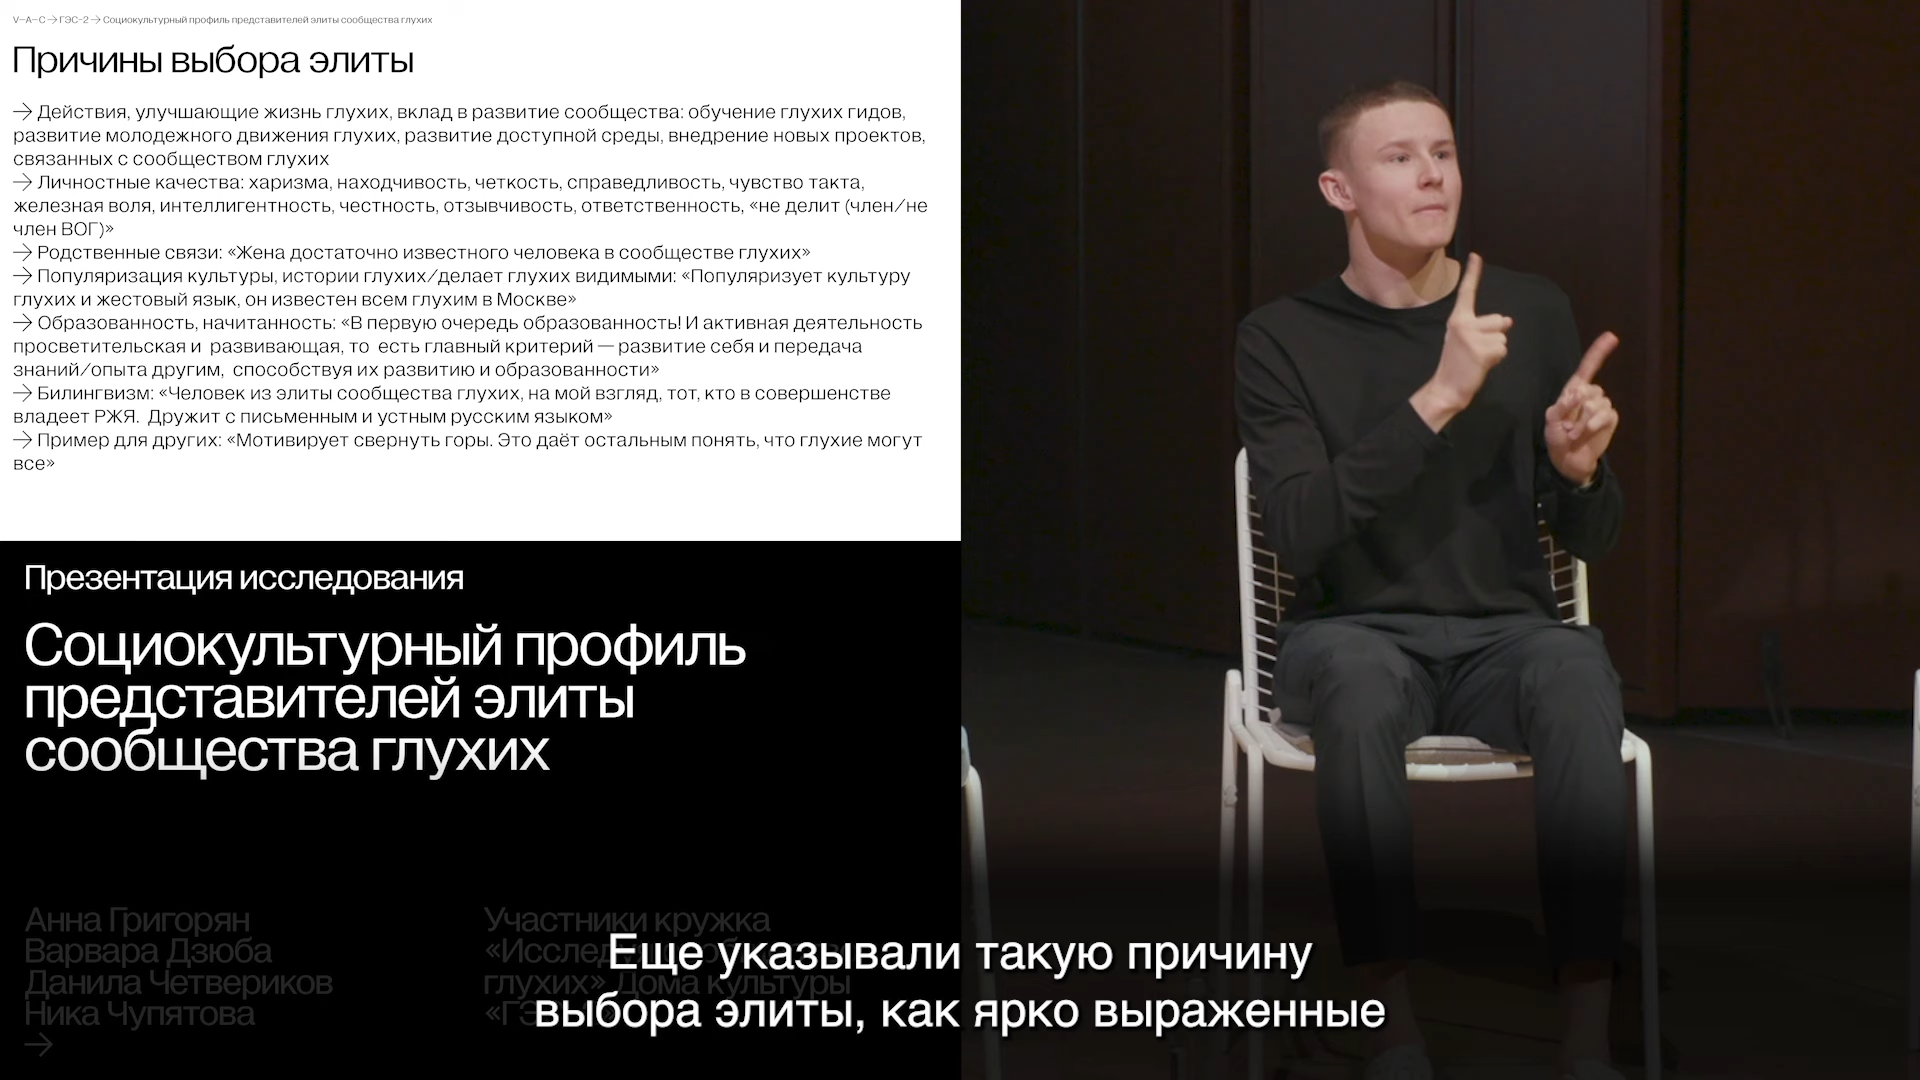 V–A–C → ГЭС-2 → Социокультурный профиль представителей элиты сообщества глухих
Причины выбора элиты
→ Действия, улучшающие жизнь глухих, вклад в развитие сообщества: обучение глухих гидов,
развитие молодежного движения глухих, развитие доступной среды, внедрение новых проектов,
связанных с сообществом глухих
→ Личностные качества: харизма, находчивость, четкость, справедливость, чувство такта,
железная воля, интеллигентность, честность, отзывчивость, ответственность, «не делит (член/не
член ВОГ)»
→ Родственные связи: «Жена достаточно известного человека в сообществе глухих»
→ Популяризация культуры, истории глухих/делает глухих видимыми: «Популяризует культуру
глухих и жестовый язык, он известен всем глухим в Москве»
→ Образованность, начитанность: «В первую очередь образованность! И активная деятельность
просветительская и развивающая, то есть главный критерий — развитие себя и передача
знаний/опыта другим, способствуя их развитию и образованности»
→ Билингвизм: «Человек из элиты сообщества глухих, на мой взгляд, тот, кто в совершенстве
владеет РЖЯ. Дружит с письменным и устным русским языком»
→ Пример для других: «Мотивирует свернуть горы. Это даёт остальным понять, что глухие могут
все»
Презентация исследования
Социокультурный профиль
представителей элиты
сообщества глухих
Анна Григорян
Варвара Дзюба
Данила Четвериков
Ника Чупятова
→
Участники кружка
глухих» Дома культуры
Еще указывали такую причину
выбора элиты, как ярко выраженные